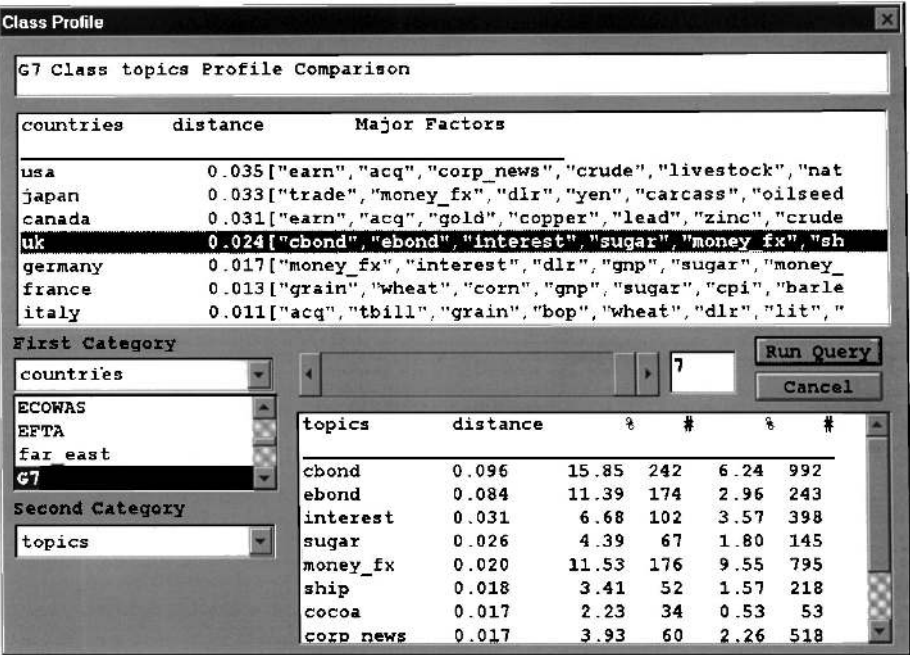 Class Profile
G7 Class topics Profile Comparison
countries distance Major Factors
usa 0.035["earn","acq","corp_news","crude","livestock","nat
japan 0.033["trade","money_fx","dlr","yen","carcass","oilseed
canada 0.031["earn","acq","gold","copper","lead","zinc","crude
uk 0.024["cbond","ebond","interest","sugar","money_fx","sh
germany 0.017["money_fx","interest","dlr","gnp","sugar","money_
france 0.013["grain","wheat","corn","gnp","sugar","cpi","barle
italy 0.011["acq","tbill","grain","bop","wheat","dlr","lit","
First Category
countries
ECOWAS
EFTA
far_east
G7
Second Category
topics
7
Run Query
Cancel
topics distance % # % #
cbond 0.096 15.85 242 6.24 992
ebond 0.084 11.39 174 2.96 243
interest 0.031 6.68 102 3.57 398
sugar 0.026 4.39 67 1.80 145
money_fx 0.020 11.53 176 9.55 795
ship 0.018 3.41 52 1.57 218
cocoa 0.017 2.23 34 0.53 53
corp_news 0.017 3.93 60 2.26 518